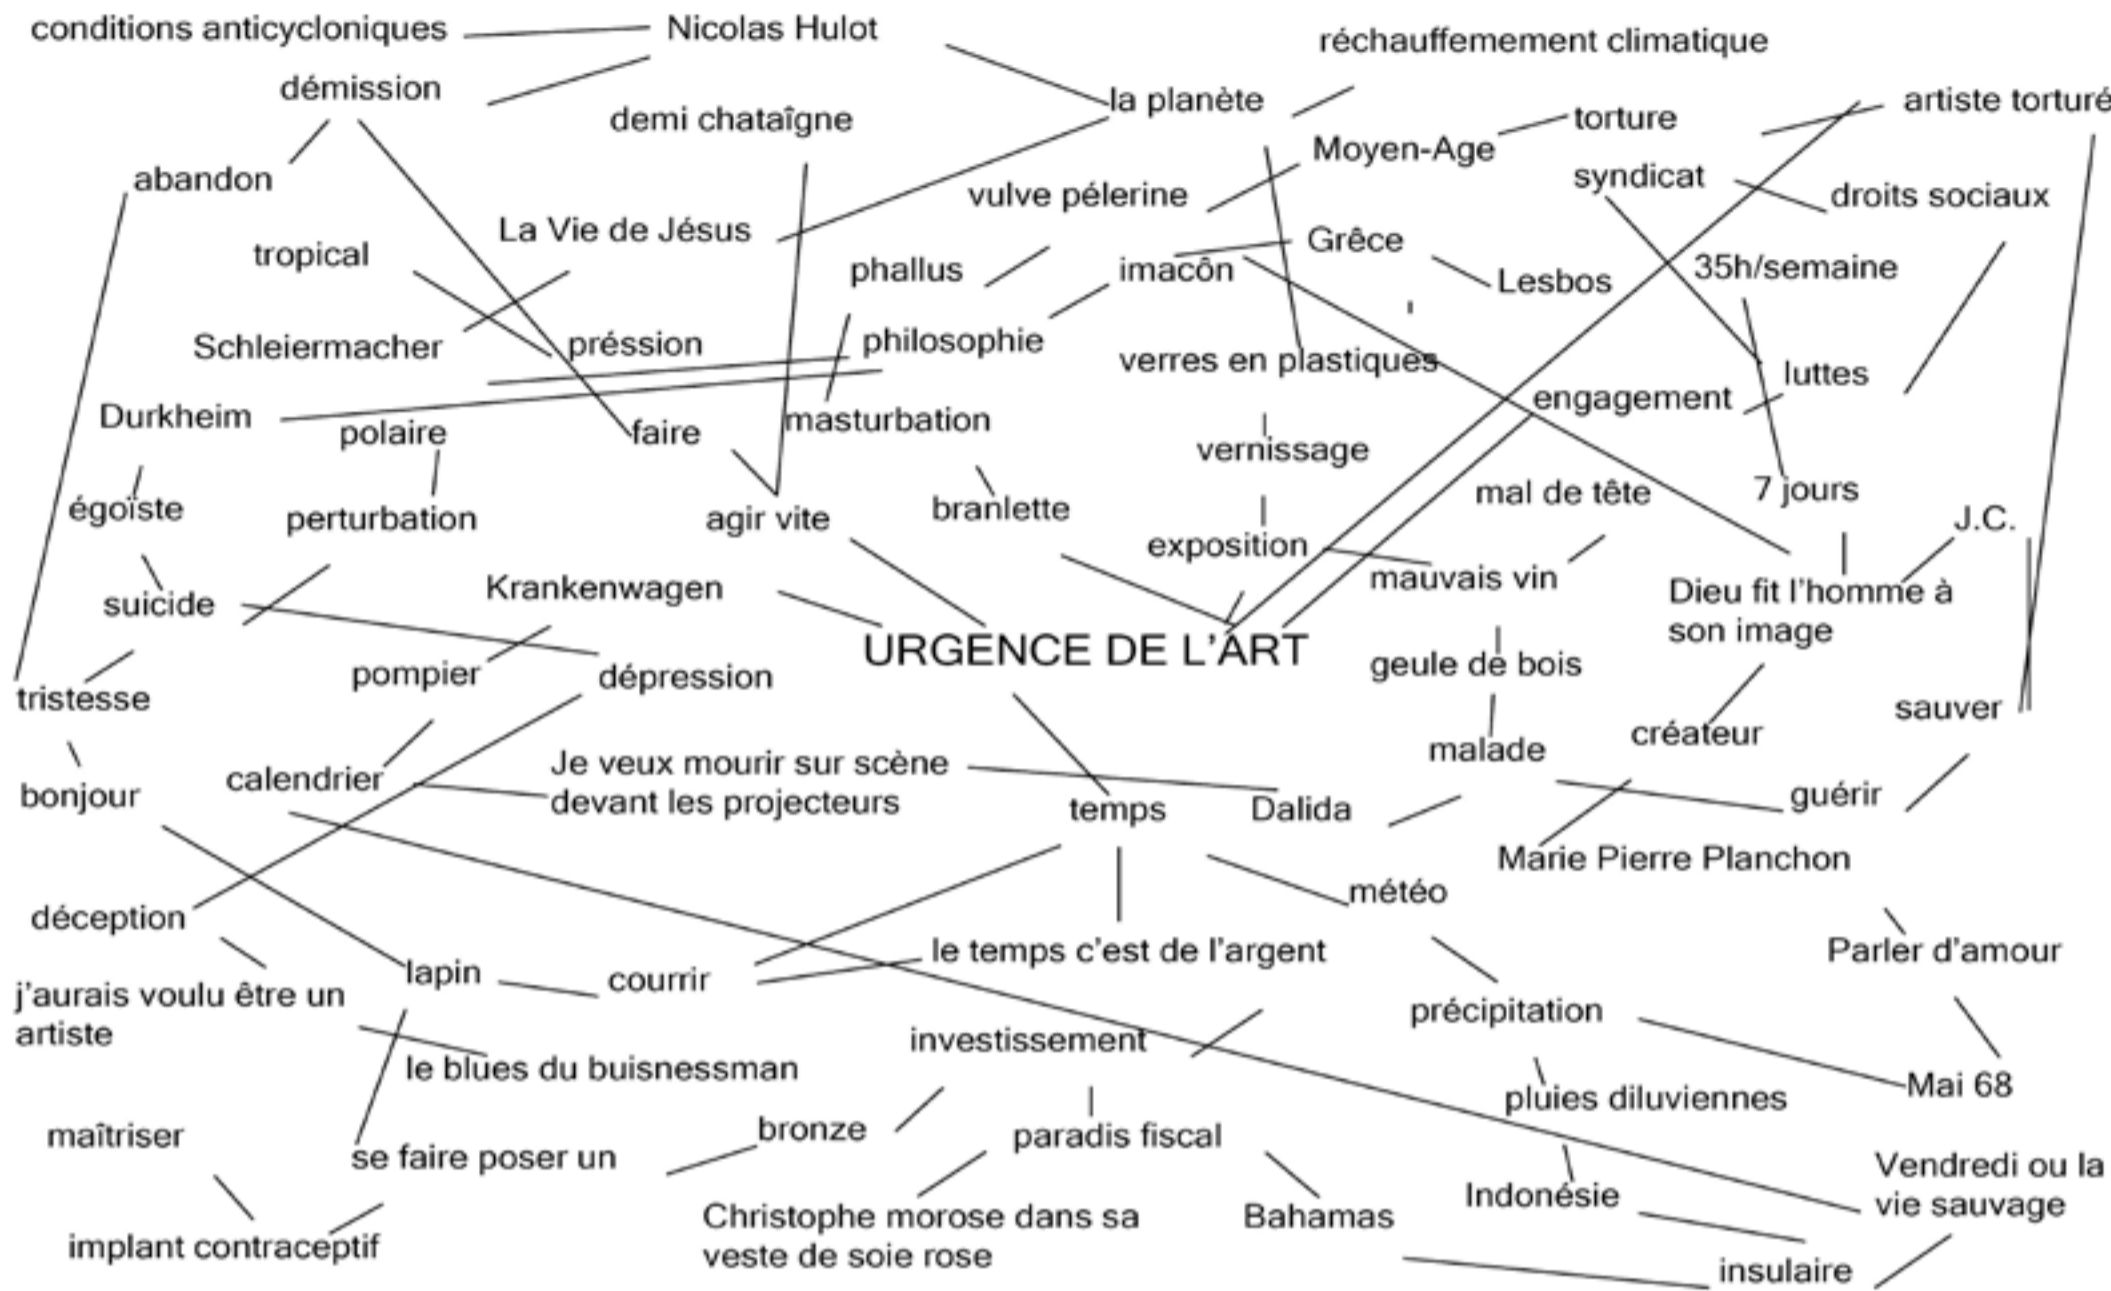 conditions anticycloniques
Nicolas Hulot
réchauffemement climatique
démission
demi chataîgne
la planète
torture
artiste torturé
Moyen-Age
abandon
vulve pélerine
syndicat
droits sociaux
La Vie de Jésus
tropical
phallus
imacôn
Grêce
Lesbos
35h/semaine
Schleiermacher
préssion
philosophie
verres en plastiques
luttes
engagement
Durkheim
polaire
faire
masturbation
vernissage
égoïste
perturbation
agir vite
branlette
mal de tête
7 jours
J.C.
exposition
mauvais vin
Krankenwagen
suicide
Dieu fit l'homme à
son image
URGENCE DE L'ART
pompier
dépression
geule de bois
tristesse
sauver
créateur
malade
bonjour
calendrier
Je veux mourir sur scène
devant les projecteurs
temps
Dalida
guérir
Marie Pierre Planchon
météo
déception
lapin
courrir
le temps c'est de l'argent
Parler d'amour
j'aurais voulu être un
artiste
précipitation
investissement
le blues du buisnessman
pluies diluviennes
Mai 68
maîtriser
se faire poser un
bronze
paradis fiscal
Vendredi ou la
vie sauvage
Indonésie
implant contraceptif
Christophe morose dans sa
veste de soie rose
Bahamas
insulaire